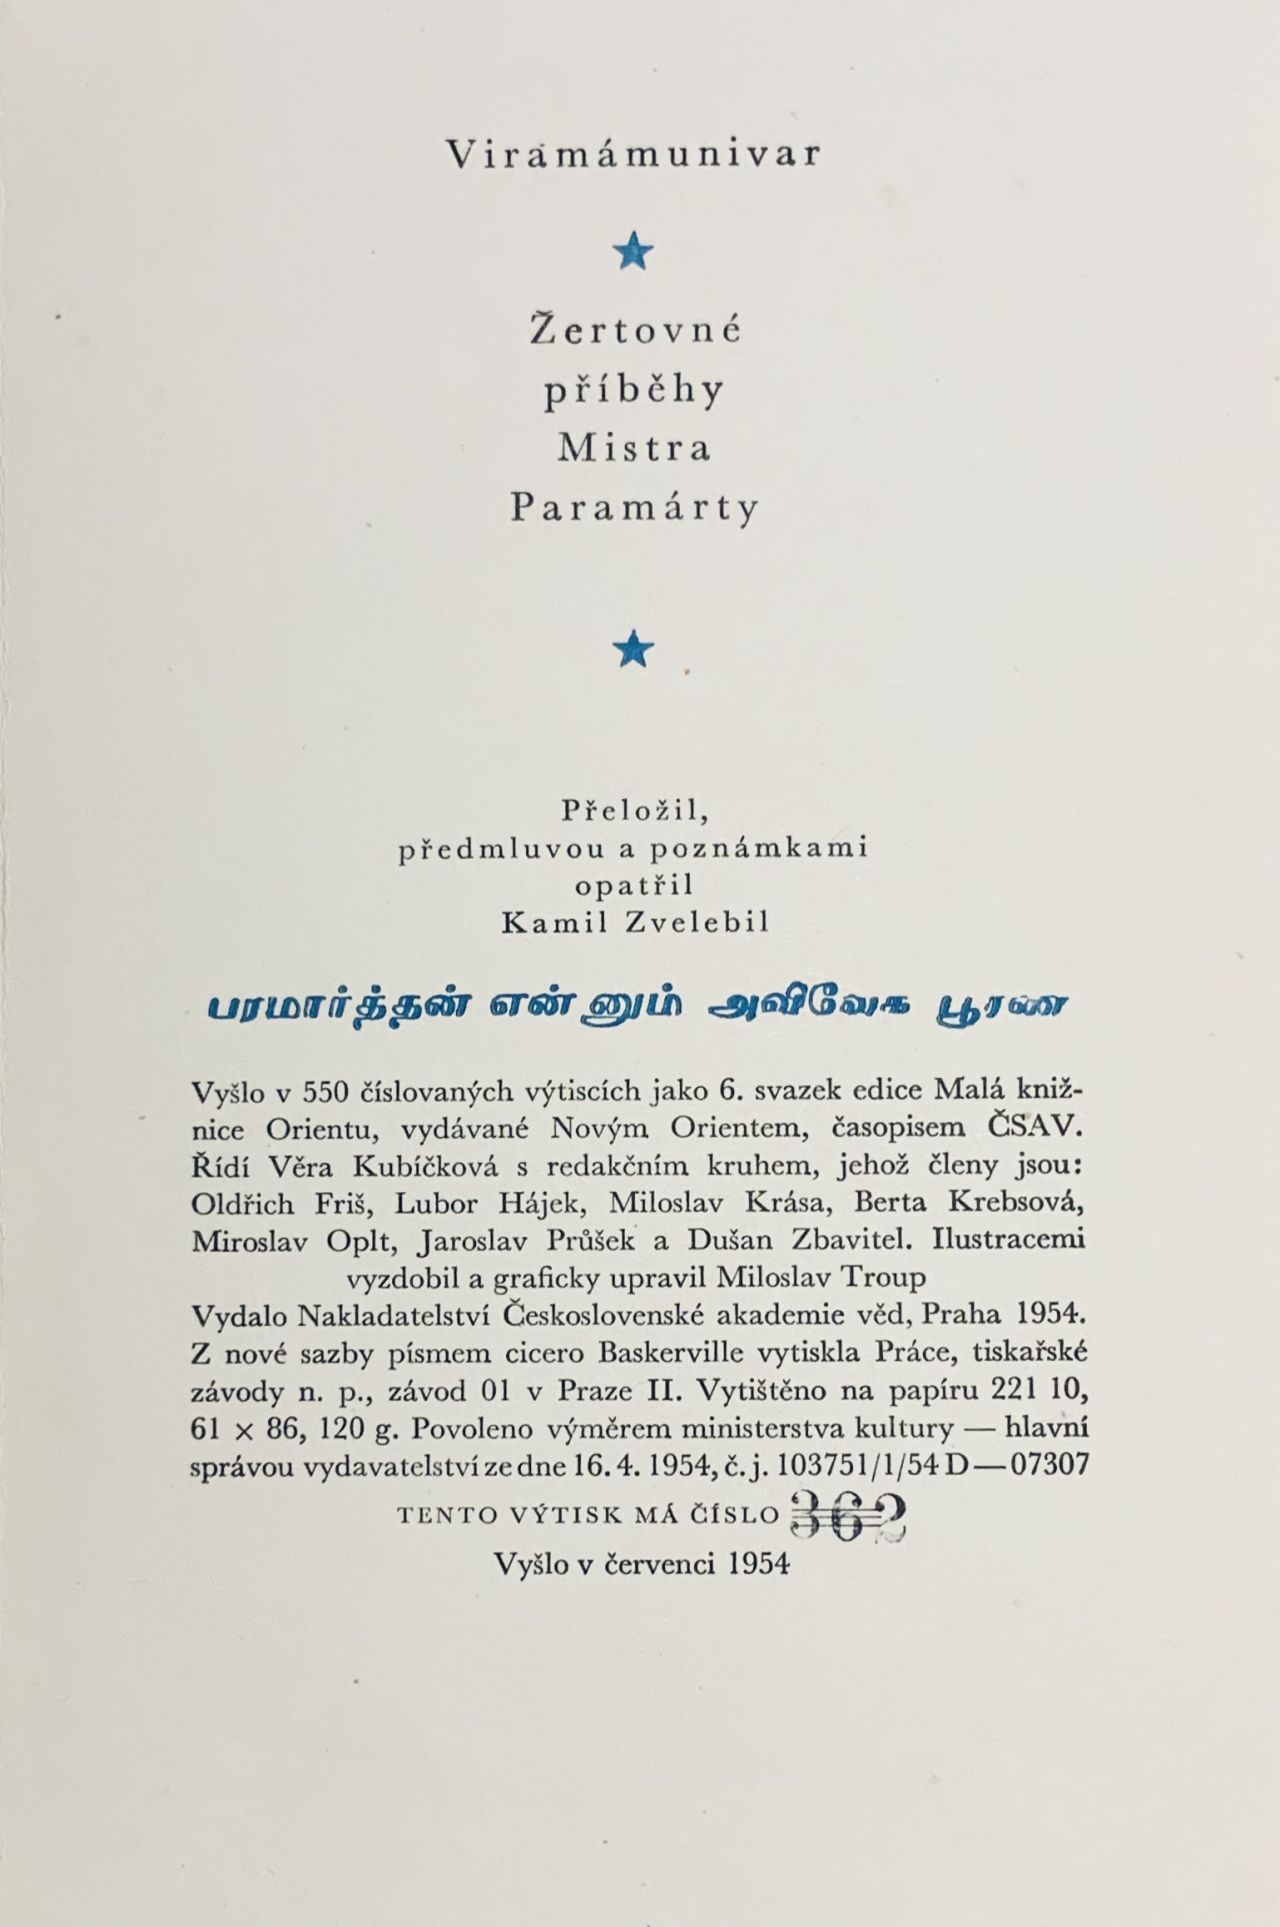 Viramámunivar
Žertovné
příběhy
Mistra
Paramárty
Přeložil,
předmluvou a poznámkami
opatřil
Kamil Zvelebil
பரமார்த்தன் என்னும் அவிவேக பூரண
Vyšlo v 550 číslovaných výtiscích jako 6. svazek edice Malá kniž-
nice Orientu, vydávané Novým Orientem, časopisem ČSAV.
Řídí Věra Kubíčková s redakčním kruhem, jehož členy jsou:
Oldřich Friš, Lubor Hájek, Miloslav Krása, Berta Krebsová,
Miroslav Oplt, Jaroslav Průšek a Dušan Zbavitel. Ilustracemi
vyzdobil a graficky upravil Miloslav Troup
Vydalo Nakladatelství Československé akademie věd, Praha 1954.
Z nové sazby písmem cicero Baskerville vytiskla Práce, tiskařské
závody n. p., závod 01 v Praze II. Vytištěno na papíru 221 10,
61 × 86, 120 g. Povoleno výměrem ministerstva kultury — hlavní
správou vydavatelství ze dne 16. 4. 1954, č. j. 103751/1/54 D—07307
TENTO VÝTISK MÁ ČÍSLO 362
Vyšlo v červenci 1954